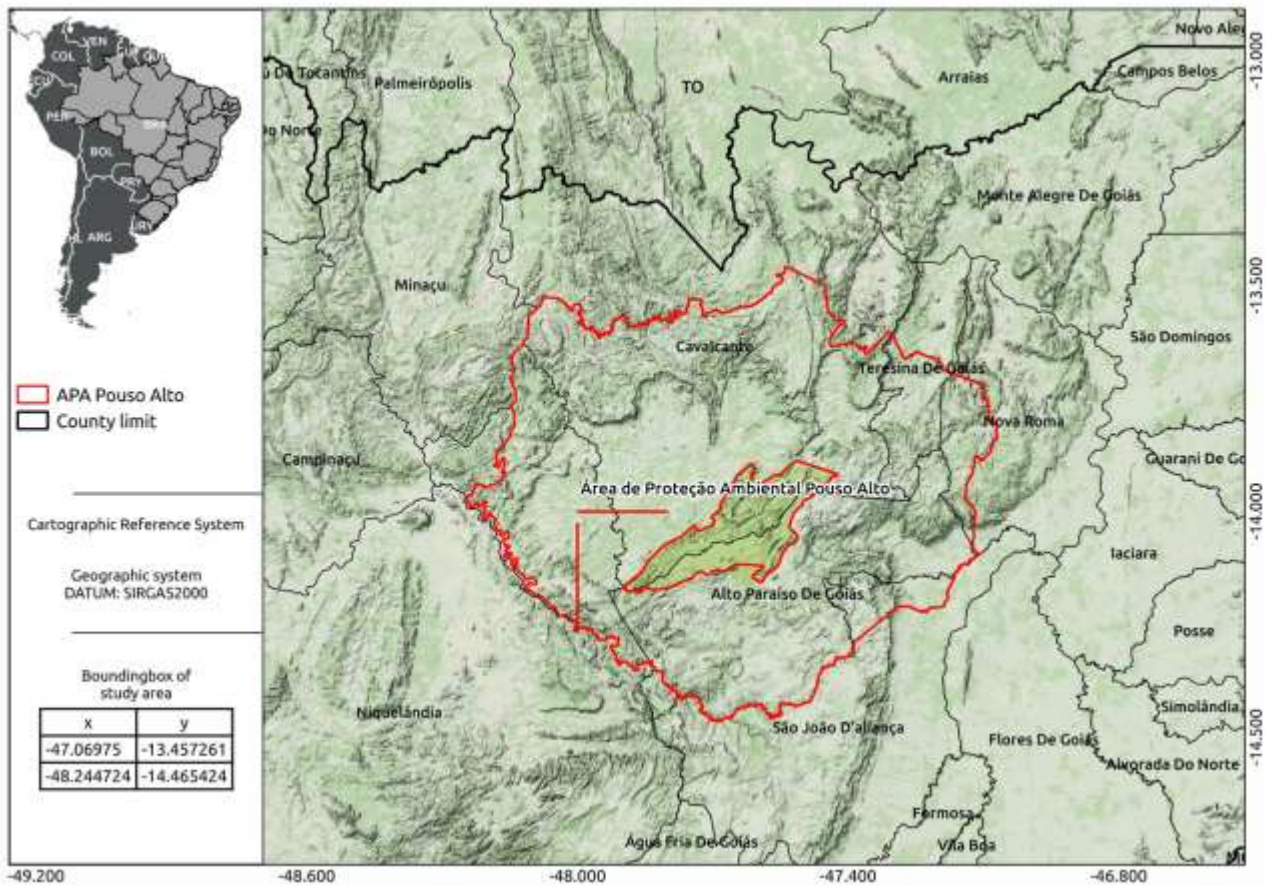 VEN
COL
PER
BRA
BOL
PRY
ARG
URY
APA Pouso Alto
County limit
Cartographic Reference System
Geographic system
DATUM: SIRGAS2000
Boundingbox of
study area
x y
-47.06975 -13.457261
-48.244724 -14.465424
TO
Arraias
Campos Belos
Palmeirópolis
Monte Alegre De Goiás
Minaçu
São Domingos
Cavalcante
Teresina De Goiás
Nova Roma
Campinaçu
Guarani De Go
Área de Proteção Ambiental Pouso Alto
Iaciara
Alto Paraíso De Goiás
Posse
Niquelândia
Simolândia
São João D'aliança
Flores De Goiás
Alvorada Do Norte
Formosa
Água Fria De Goiás
Vila Boa
-13.000
-13.500
-14.000
-14.500
-49.200 -48.600 -48.000 -47.400 -46.800